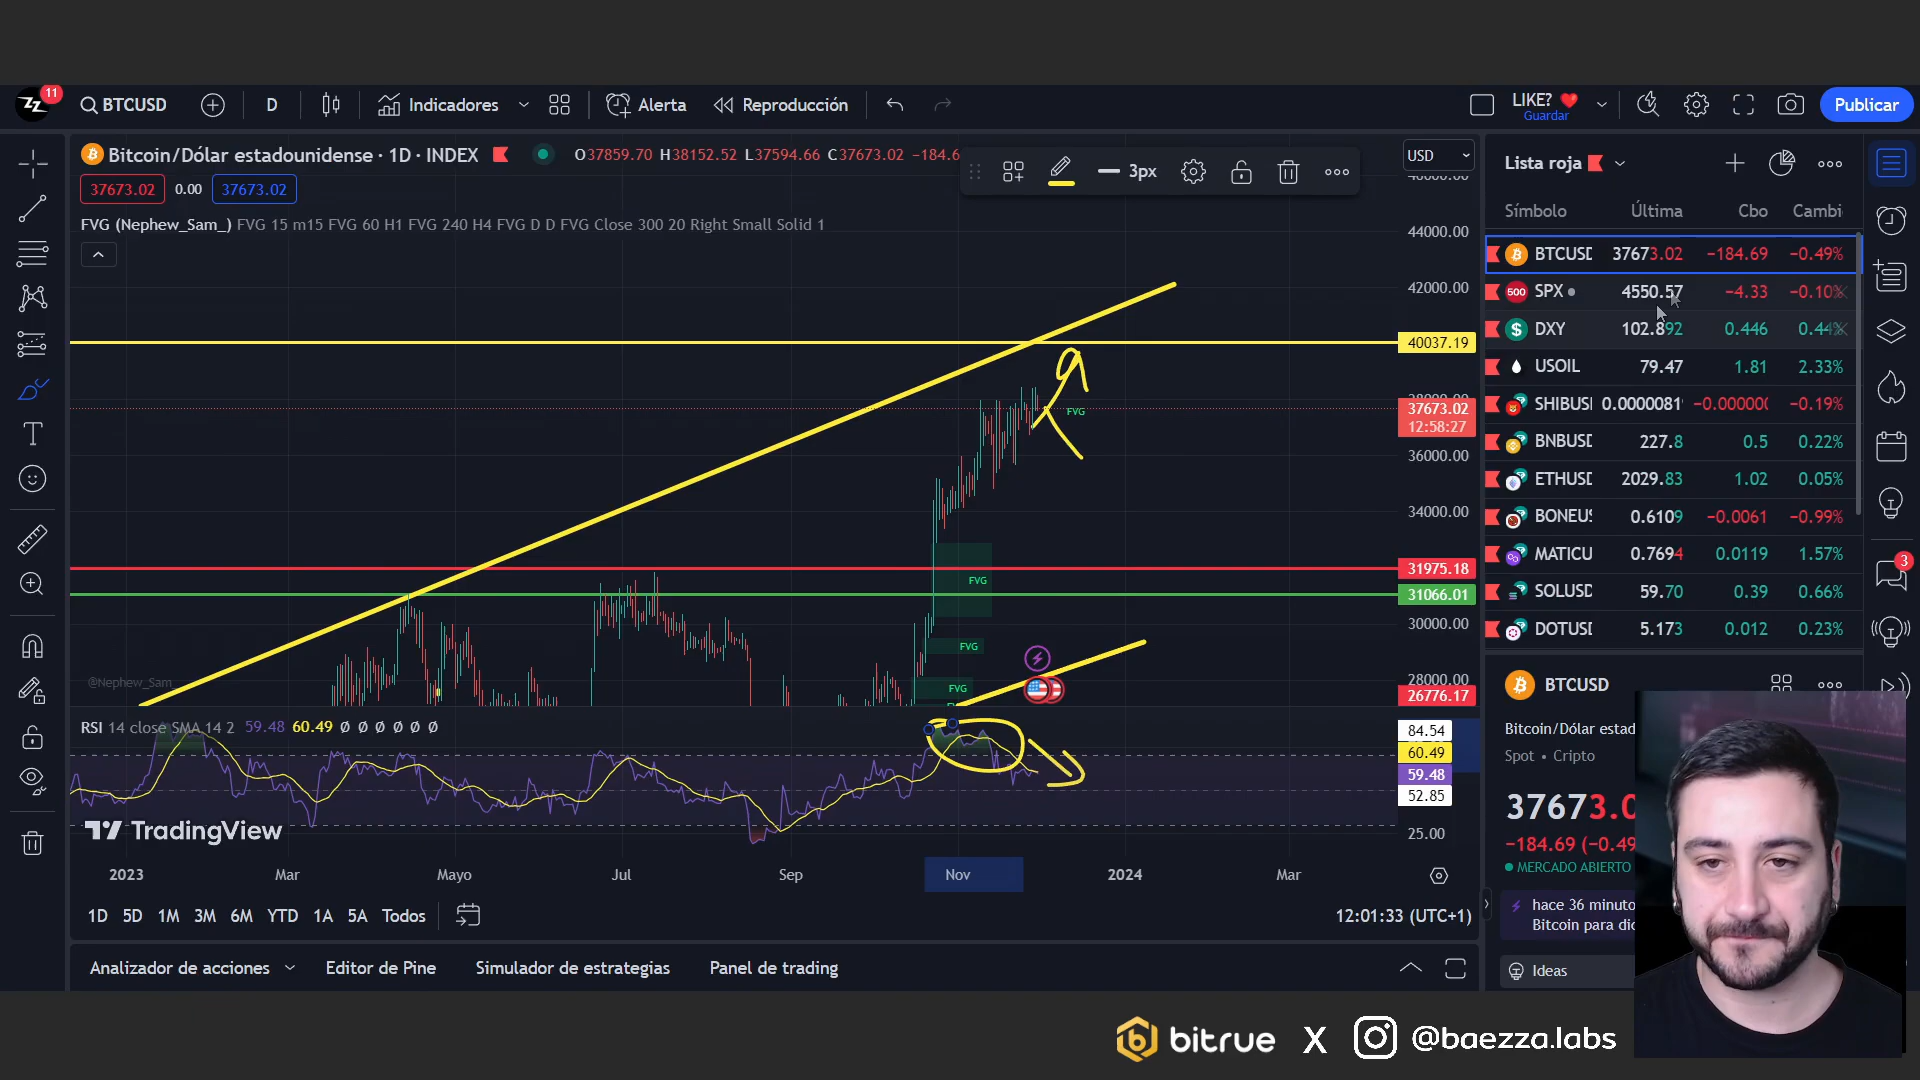 11
BTCUSD
D
Indicadores
Alerta
Reproducción
LIKE?
Guardar
Publicar
Bitcoin/Dólar estadounidense · 1D · INDEX
O37859.70 H38152.52 L37594.66 C37673.02 −184.6
3px
USD
37673.02 0.00 37673.02
FVG (Nephew_Sam_) FVG 15 m15 FVG 60 H1 FVG 240 H4 FVG D D FVG Close 300 20 Right Small Solid 1
44000.00
42000.00
40037.19
37673.02
12:58:27
FVG
36000.00
34000.00
31975.18
FVG
31066.01
30000.00
FVG
28000.00
FVG
26776.17
@Nephew_Sam
RSI 14 close SMA 14 2 59.48 60.49 Ø Ø Ø Ø Ø Ø
84.54
60.49
59.48
52.85
25.00
TradingView
2023 Mar Mayo Jul Sep Nov 2024 Mar
1D 5D 1M 3M 6M YTD 1A 5A Todos
12:01:33 (UTC+1)
Analizador de acciones Editor de Pine Simulador de estrategias Panel de trading
Lista roja
Símbolo Última Cbo Cambi
BTCUSD 37673.02 −184.69 −0.49%
500 SPX 4550.57 −4.33 −0.10%
DXY 102.892 0.446 0.44%
USOIL 79.47 1.81 2.33%
SHIBUSI 0.0000081 −0.000000 −0.19%
BNBUSD 227.8 0.5 0.22%
ETHUSD 2029.83 1.02 0.05%
BONEUS 0.6109 −0.0061 −0.99%
MATICU 0.7694 0.0119 1.57%
SOLUSD 59.70 0.39 0.66%
DOTUSD 5.173 0.012 0.23%
3
BTCUSD
Bitcoin/Dólar estad
Spot • Cripto
37673.0
−184.69 (−0.49
MERCADO ABIERTO
hace 36 minuto
Bitcoin para dic
Ideas
bitrue X @baezza.labs